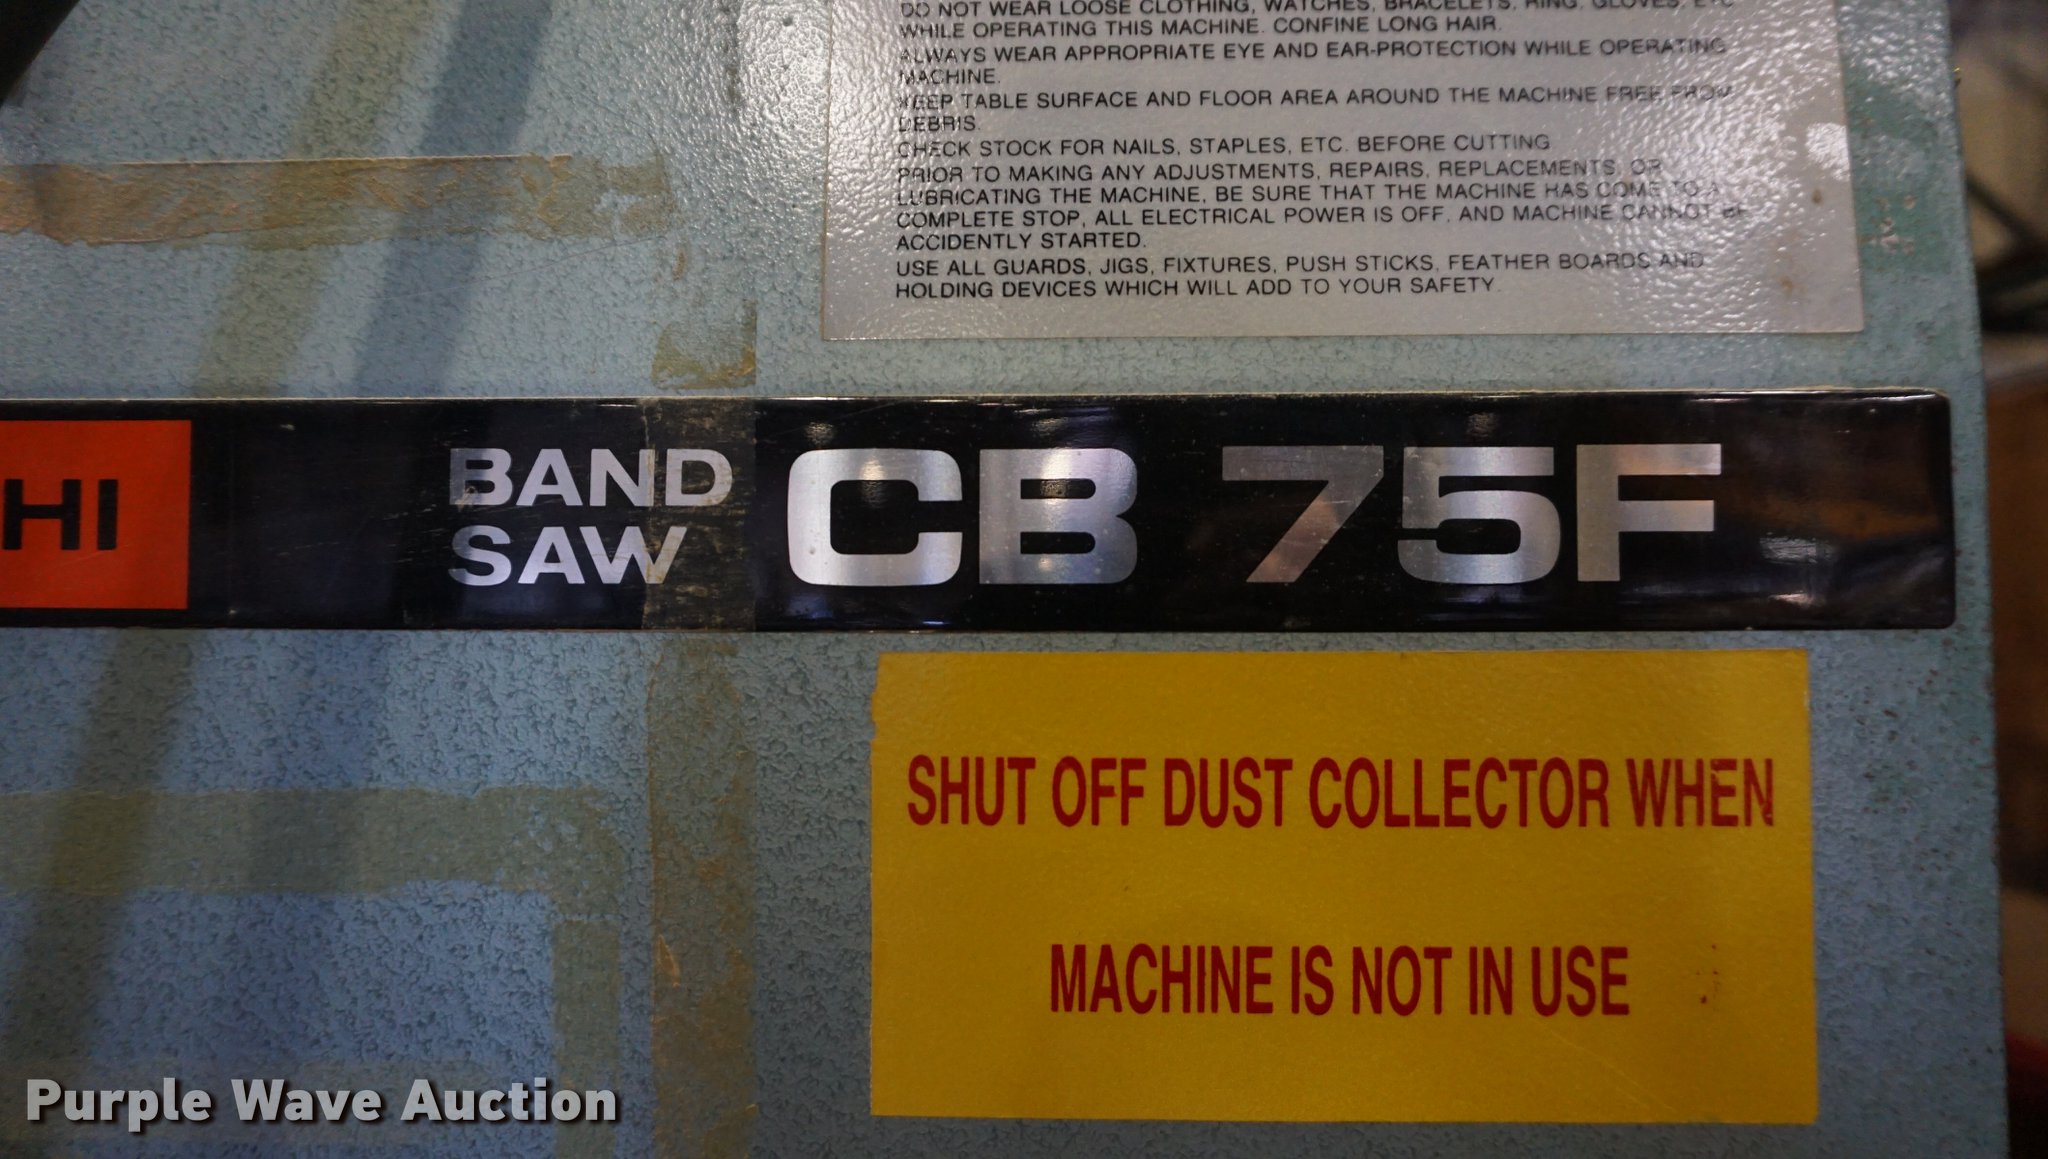 DO NOT WEAR LOOSE CLOTHING, WATCHES, BRACELETS, RING, GLOVES, ETC
WHILE OPERATING THIS MACHINE. CONFINE LONG HAIR.
ALWAYS WEAR APPROPRIATE EYE AND EAR-PROTECTION WHILE OPERATING
MACHINE.
KEEP TABLE SURFACE AND FLOOR AREA AROUND THE MACHINE FREE FROM
DEBRIS.
CHECK STOCK FOR NAILS, STAPLES, ETC. BEFORE CUTTING
PRIOR TO MAKING ANY ADJUSTMENTS, REPAIRS, REPLACEMENTS, OR
LUBRICATING THE MACHINE, BE SURE THAT THE MACHINE HAS COME TO A
COMPLETE STOP, ALL ELECTRICAL POWER IS OFF, AND MACHINE CANNOT BE
ACCIDENTLY STARTED.
USE ALL GUARDS, JIGS, FIXTURES, PUSH STICKS, FEATHER BOARDS AND
HOLDING DEVICES WHICH WILL ADD TO YOUR SAFETY.
HI
BAND
SAW
CB 75F
SHUT OFF DUST COLLECTOR WHEN
MACHINE IS NOT IN USE
Purple Wave Auction